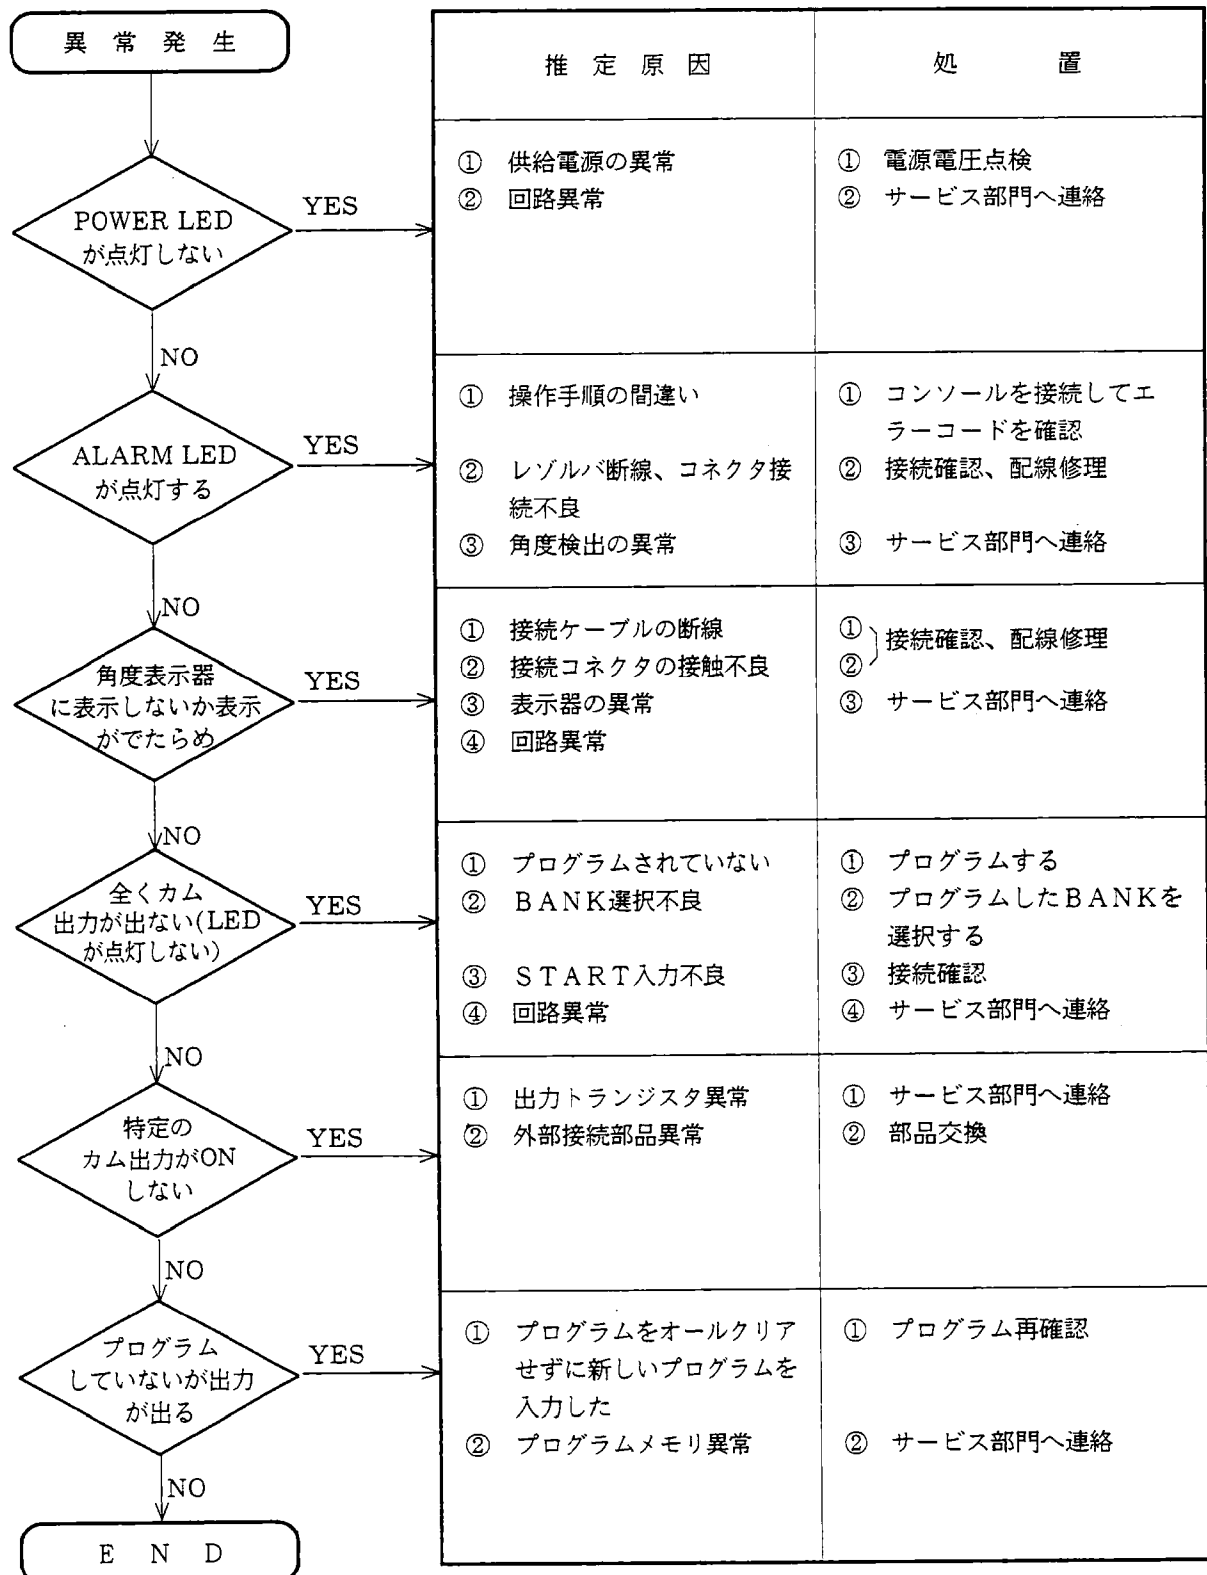 異常発生
推定原因
処置
POWER LED
が点灯しない
YES
① 供給電源の異常
② 回路異常
① 電源電圧点検
② サービス部門へ連絡
NO
ALARM LED
が点灯する
YES
① 操作手順の間違い
② レゾルバ断線、コネクタ接
続不良
③ 角度検出の異常
① コンソールを接続してエ
ラーコードを確認
② 接続確認、配線修理
③ サービス部門へ連絡
NO
角度表示器
に表示しないか表示
がでたらめ
YES
① 接続ケーブルの断線
② 接続コネクタの接触不良
③ 表示器の異常
④ 回路異常
①
② 接続確認、配線修理
③ サービス部門へ連絡
NO
全くカム
出力が出ない(LED
が点灯しない)
YES
① プログラムされていない
② BANK選択不良
③ START入力不良
④ 回路異常
① プログラムする
② プログラムしたBANKを
選択する
③ 接続確認
④ サービス部門へ連絡
NO
特定の
カム出力がON
しない
YES
① 出力トランジスタ異常
② 外部接続部品異常
① サービス部門へ連絡
② 部品交換
NO
プログラム
していないが出力
が出る
YES
① プログラムをオールクリア
せずに新しいプログラムを
入力した
② プログラムメモリ異常
① プログラム再確認
② サービス部門へ連絡
NO
END